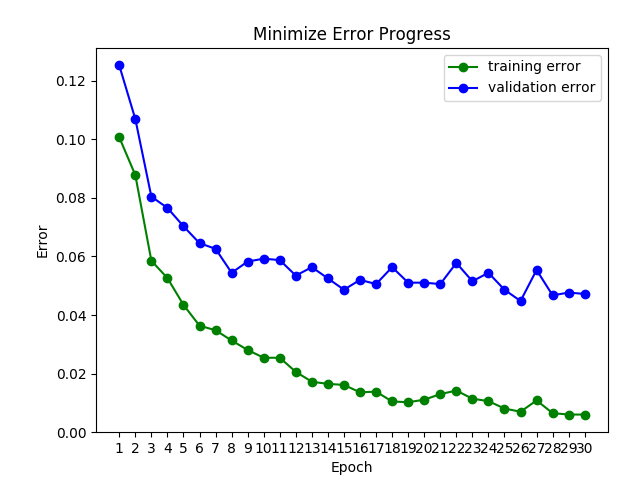 Minimize Error Progress
training error
validation error
Error
0.12
0.10
0.08
0.06
0.04
0.02
0.00
1 2 3 4 5 6 7 8 9 10 11 12 13 14 15 16 17 18 19 20 21 22 23 24 25 26 27 28 29 30
Epoch